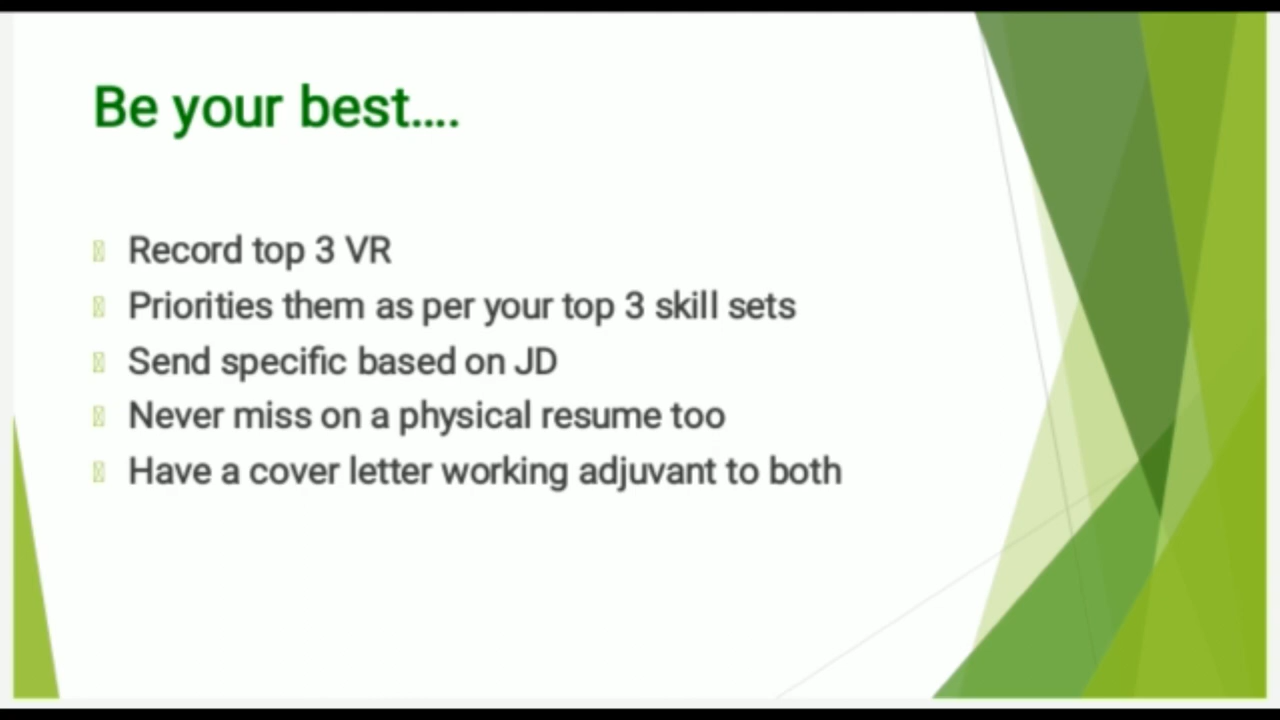 Be your best....
Record top 3 VR
Priorities them as per your top 3 skill sets
Send specific based on JD
Never miss on a physical resume too
Have a cover letter working adjuvant to both